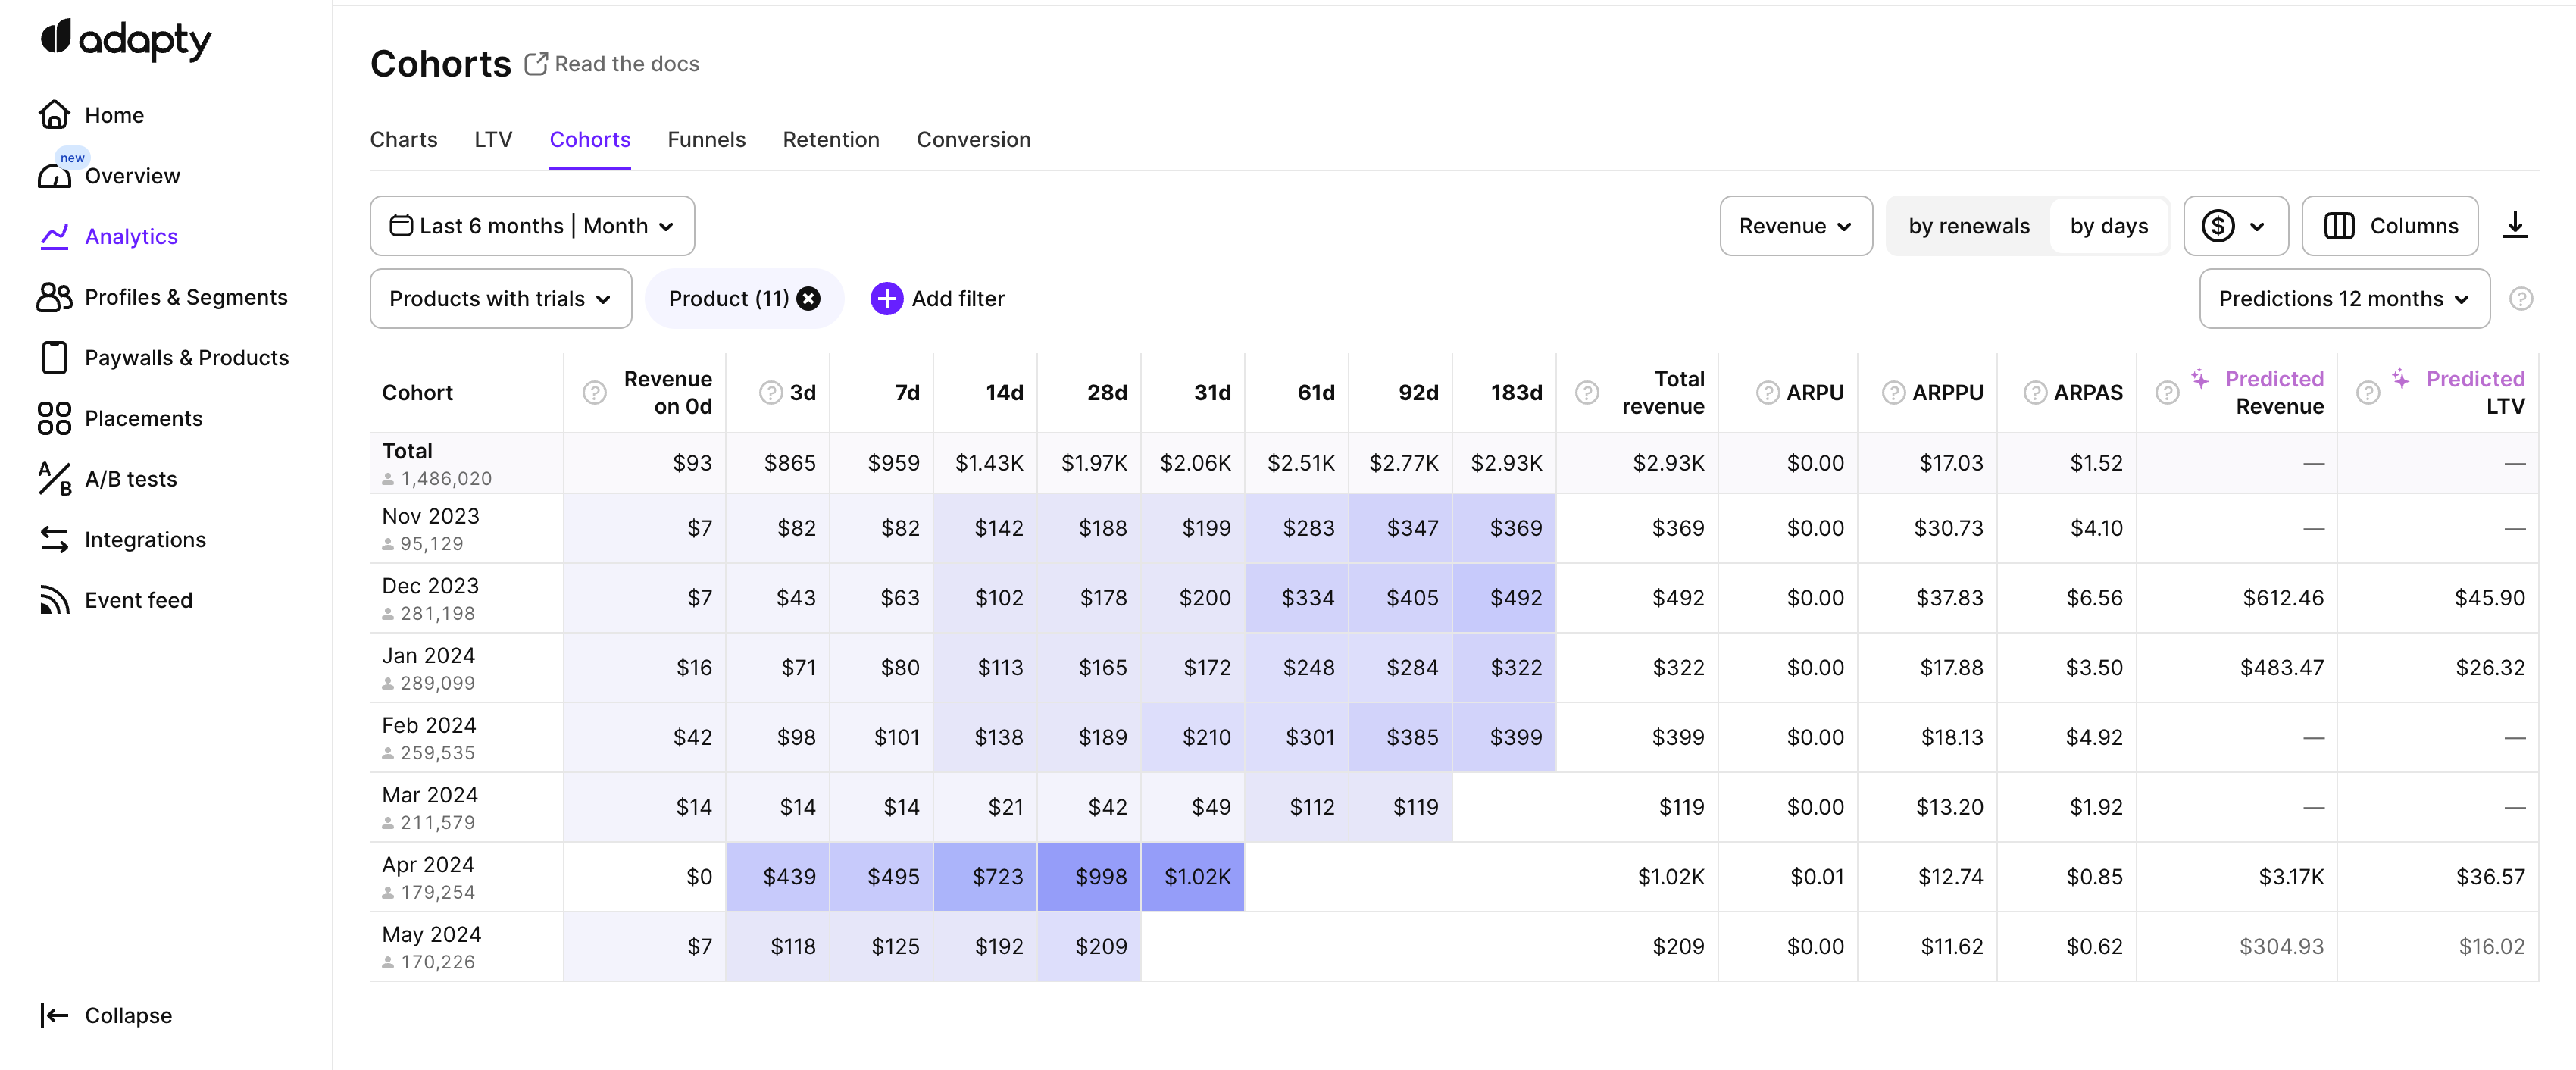 adapty
Home
new
Overview
Analytics
Profiles & Segments
Paywalls & Products
Placements
A/B
A/B tests
Integrations
Event feed
Collapse
Cohorts Read the docs
Charts LTV Cohorts Funnels Retention Conversion
Last 6 months | Month Revenue by renewals by days $ Columns
Products with trials Product (11) Add filter Predictions 12 months ?
Cohort ? Revenue on 0d ? 3d 7d 14d 28d 31d 61d 92d 183d ? Total revenue ? ARPU ? ARPPU ? ARPAS ? Predicted Revenue ? Predicted LTV
Total $93 $865 $959 $1.43K $1.97K $2.06K $2.51K $2.77K $2.93K $2.93K $0.00 $17.03 $1.52 — —
1,486,020
Nov 2023 $7 $82 $82 $142 $188 $199 $283 $347 $369 $369 $0.00 $30.73 $4.10 — —
95,129
Dec 2023 $7 $43 $63 $102 $178 $200 $334 $405 $492 $492 $0.00 $37.83 $6.56 $612.46 $45.90
281,198
Jan 2024 $16 $71 $80 $113 $165 $172 $248 $284 $322 $322 $0.00 $17.88 $3.50 $483.47 $26.32
289,099
Feb 2024 $42 $98 $101 $138 $189 $210 $301 $385 $399 $399 $0.00 $18.13 $4.92 — —
259,535
Mar 2024 $14 $14 $14 $21 $42 $49 $112 $119 $119 $0.00 $13.20 $1.92 — —
211,579
Apr 2024 $0 $439 $495 $723 $998 $1.02K $1.02K $0.01 $12.74 $0.85 $3.17K $36.57
179,254
May 2024 $7 $118 $125 $192 $209 $209 $0.00 $11.62 $0.62 $304.93 $16.02
170,226